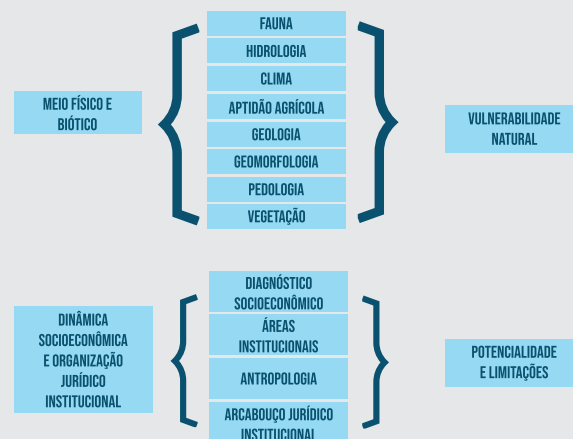 MEIO FÍSICO E
BIÓTICO
FAUNA
HIDROLOGIA
CLIMA
APTIDÃO AGRÍCOLA
GEOLOGIA
GEOMORFOLOGIA
PEDOLOGIA
VEGETAÇÃO
VULNERABILIDADE
NATURAL
DINÂMICA
SOCIOECONÔMICA
E ORGANIZAÇÃO
JURÍDICO
INSTITUCIONAL
DIAGNÓSTICO
SOCIOECONÔMICO
ÁREAS
INSTITUCIONAIS
ANTROPOLOGIA
ARCABOUÇO JURÍDICO
INSTITUCIONAL
POTENCIALIDADE
E LIMITAÇÕES